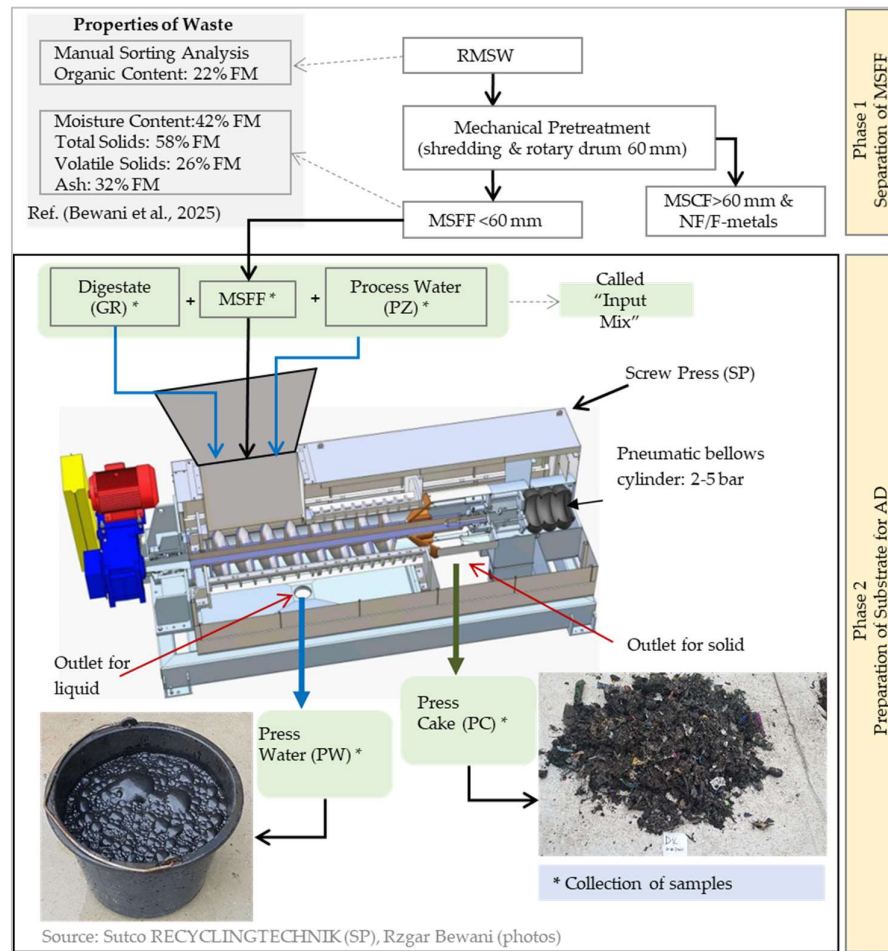 Properties of Waste
Manual Sorting Analysis
Organic Content: 22% FM
RMSW
Moisture Content:42% FM
Total Solids: 58% FM
Volatile Solids: 26% FM
Ash: 32% FM
Ref. (Bewani et al., 2025)
Mechanical Pretreatment
(shredding & rotary drum 60 mm)
MSFF <60 mm
MSCF>60 mm &
NF/F-metals
Phase 1
Separation of MSFF
Digestate
(GR) *
+
MSFF *
+
Process Water
(PZ) *
Called
“Input
Mix”
Screw Press (SP)
Pneumatic bellows
cylinder: 2-5 bar
Outlet for
liquid
Outlet for solid
Press
Water (PW) *
Press
Cake (PC) *
* Collection of samples
Phase 2
Preparation of Substrate for AD
Source: Sutco RECYCLINGTECHNIK (SP), Rzgar Bewani (photos)